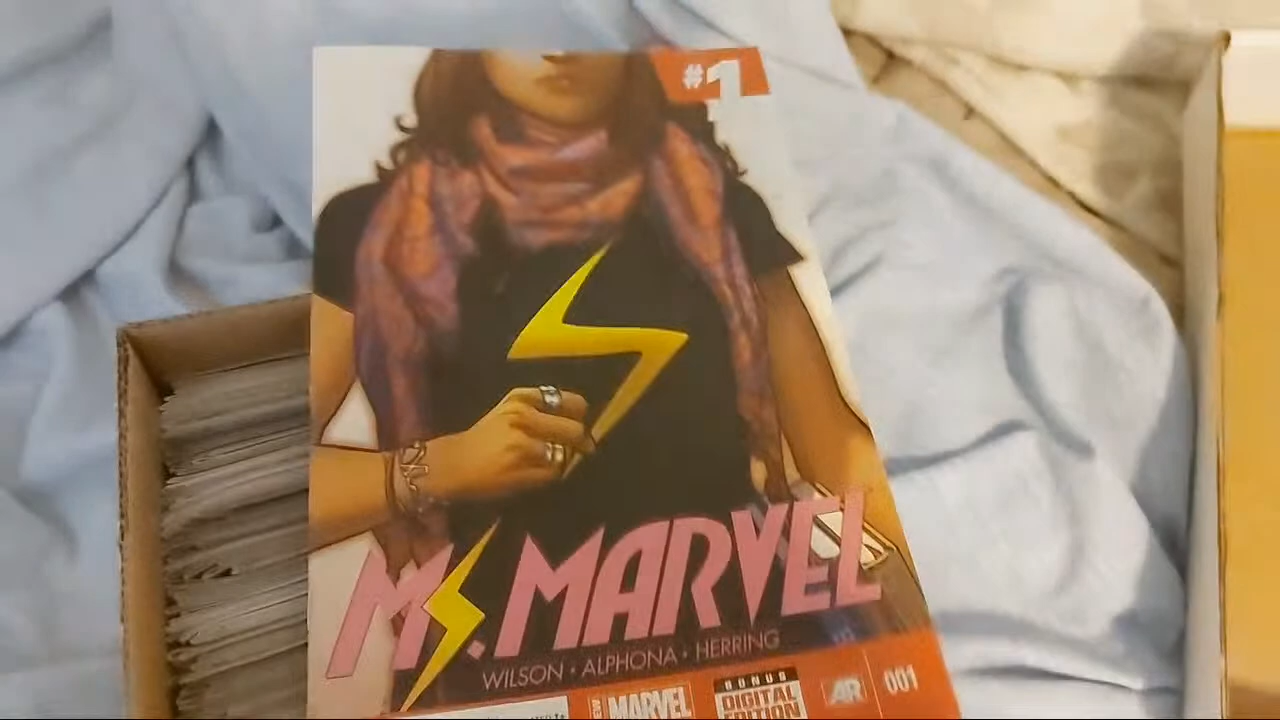 #1
MS. MARVEL
WILSON • ALPHONA • HERRING
MARVEL
BONUS
DIGITAL
EDITION
AR
001